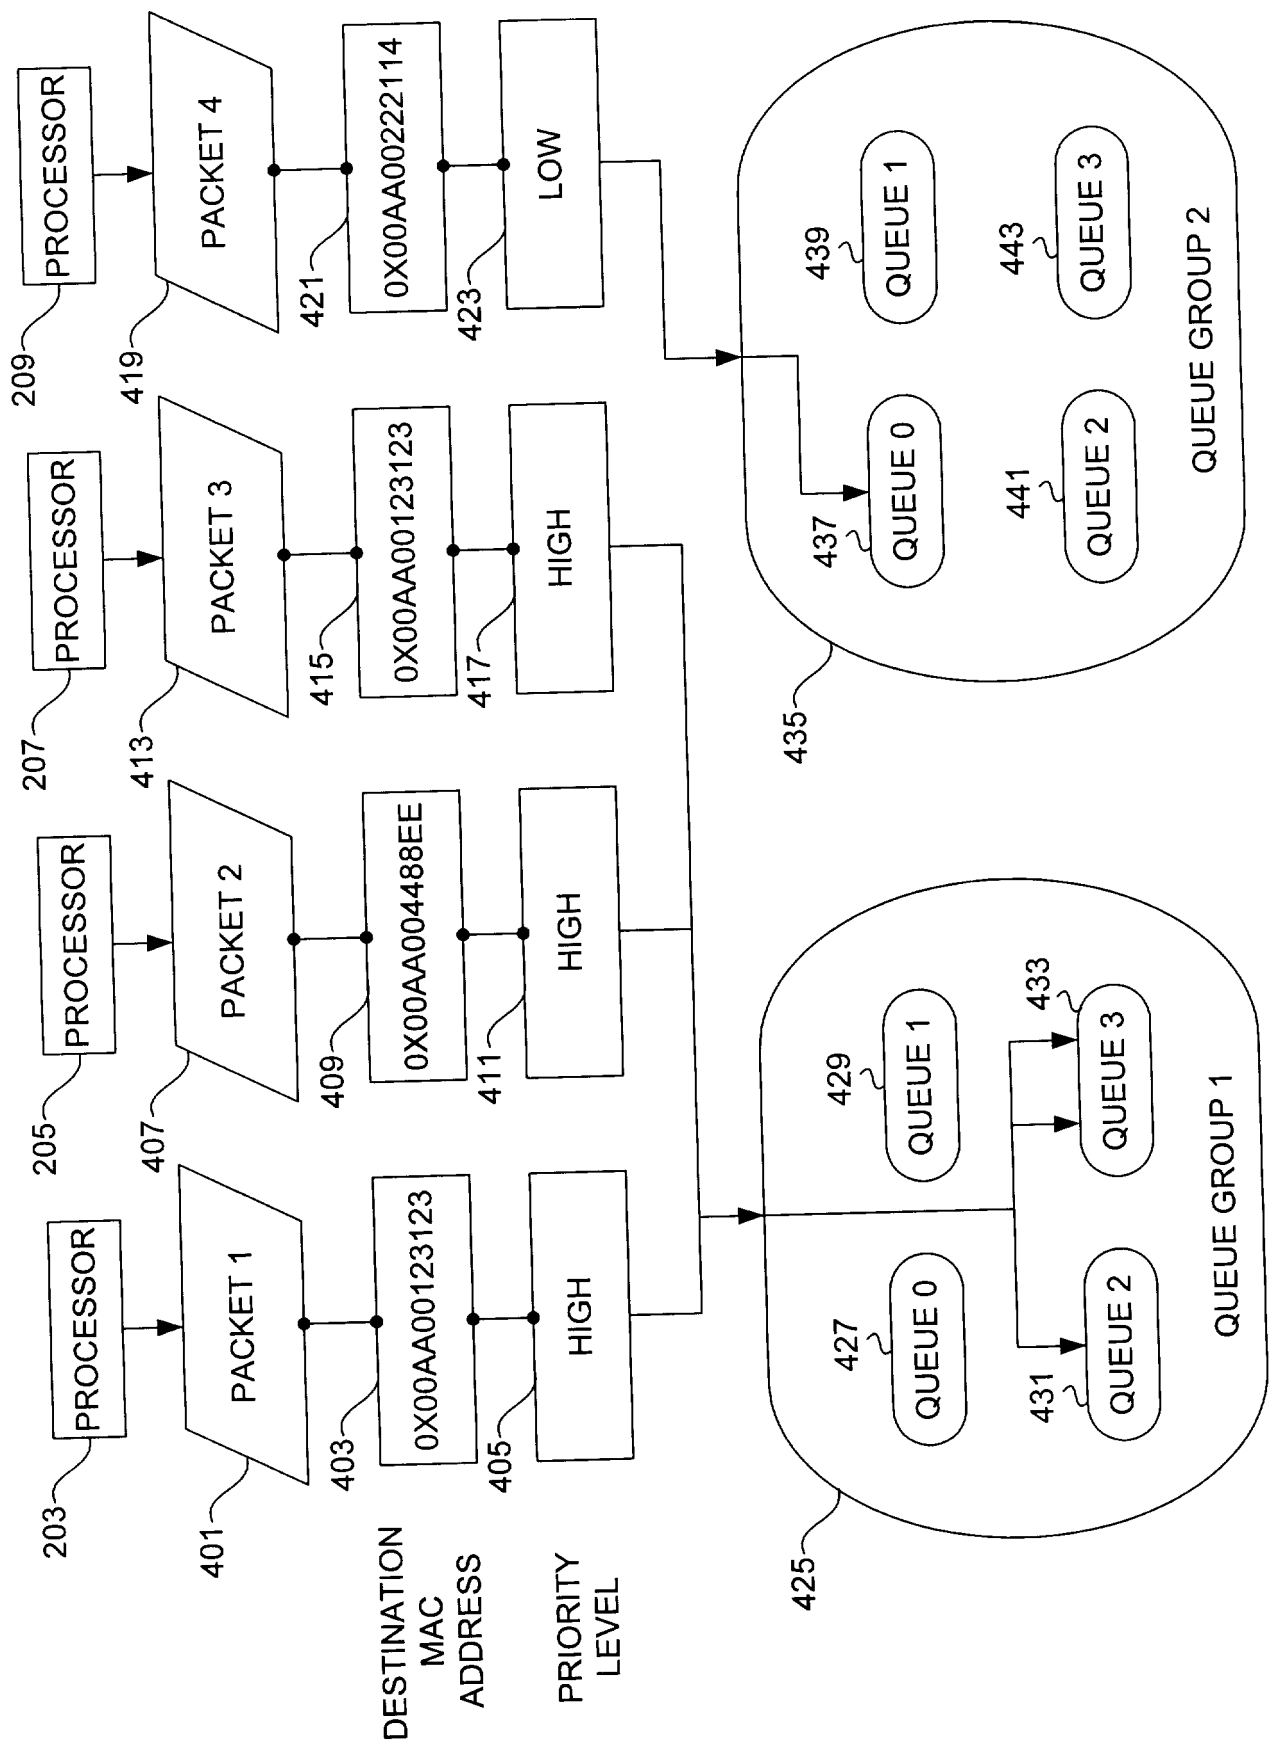 203
PROCESSOR
205
PROCESSOR
207
PROCESSOR
209
PROCESSOR
401
PACKET 1
407
PACKET 2
413
PACKET 3
419
PACKET 4
DESTINATION
MAC
ADDRESS
403
0X00AA00123123
409
0X00AA004488EE
415
0X00AA00123123
421
0X00AA00222114
PRIORITY
LEVEL
405
HIGH
411
HIGH
417
HIGH
423
LOW
425
427
QUEUE 0
429
QUEUE 1
431
QUEUE 2
433
QUEUE 3
QUEUE GROUP 1
435
437
QUEUE 0
439
QUEUE 1
441
QUEUE 2
443
QUEUE 3
QUEUE GROUP 2